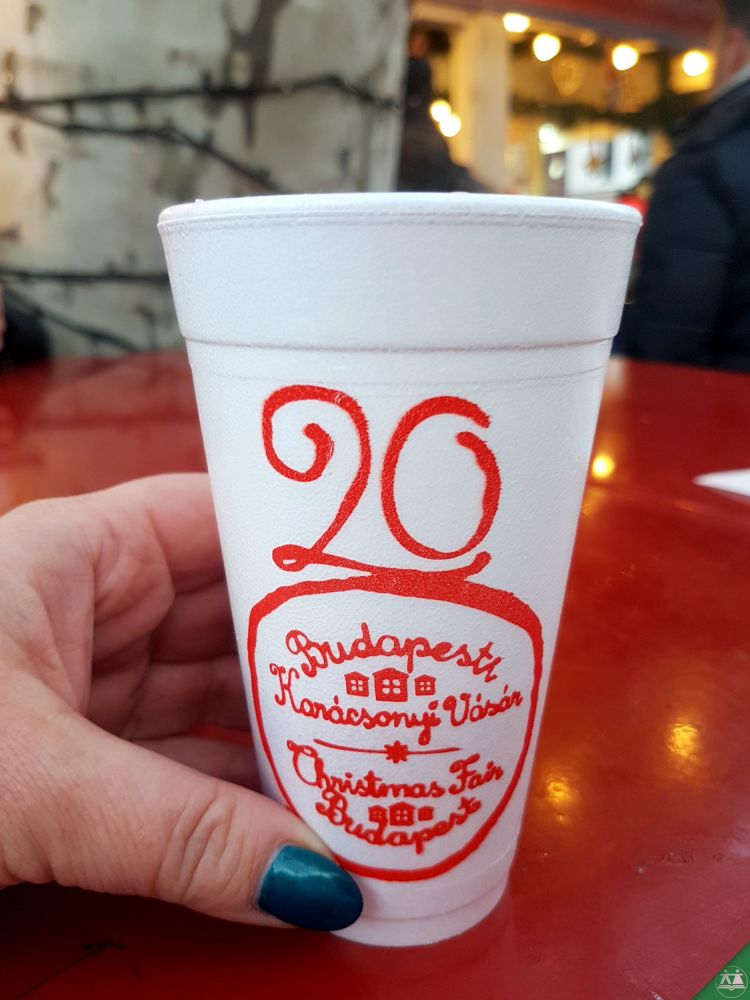 20
Budapesti
Karácsonyi Vásár
Christmas Fair
Budapest